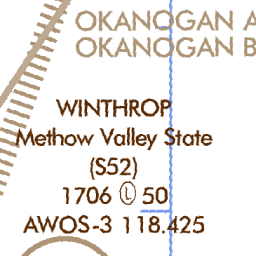 OKANOGAN A
OKANOGAN B
WINTHROP
Methow Valley State
(S52)
1706 Ⓛ 50
AWOS-3 118.425